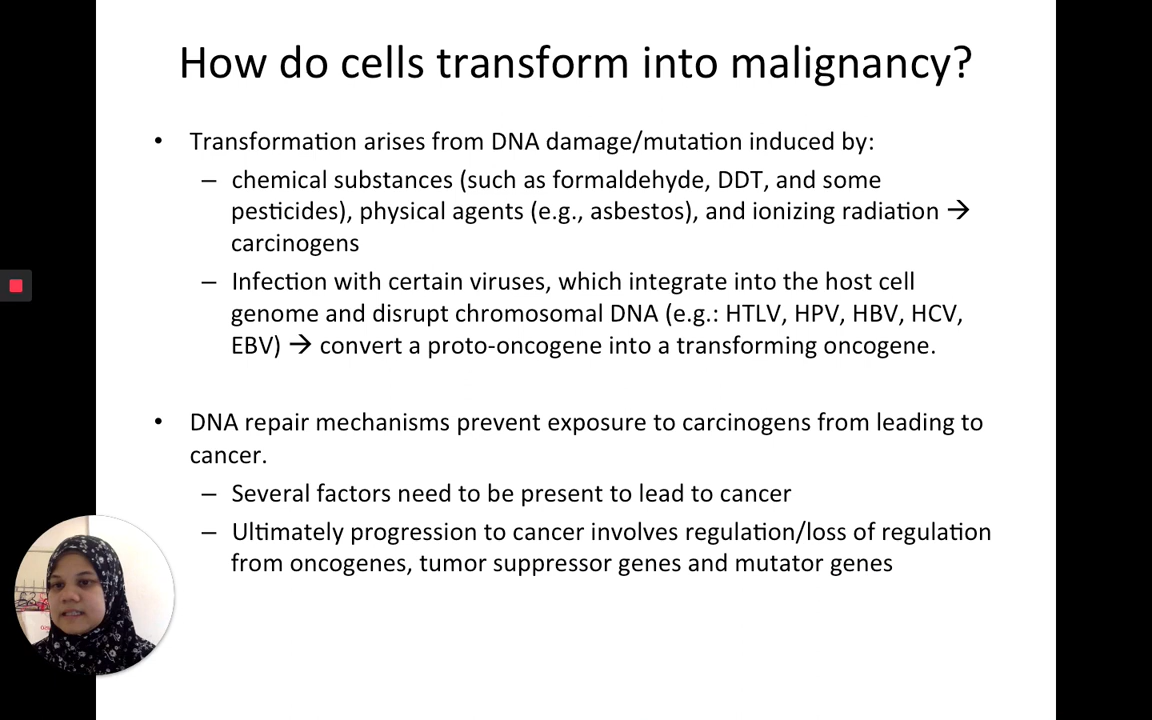 How do cells transform into malignancy?
• Transformation arises from DNA damage/mutation induced by:
– chemical substances (such as formaldehyde, DDT, and some
pesticides), physical agents (e.g., asbestos), and ionizing radiation →
carcinogens
– Infection with certain viruses, which integrate into the host cell
genome and disrupt chromosomal DNA (e.g.: HTLV, HPV, HBV, HCV,
EBV) → convert a proto-oncogene into a transforming oncogene.
• DNA repair mechanisms prevent exposure to carcinogens from leading to
cancer.
– Several factors need to be present to lead to cancer
– Ultimately progression to cancer involves regulation/loss of regulation
from oncogenes, tumor suppressor genes and mutator genes